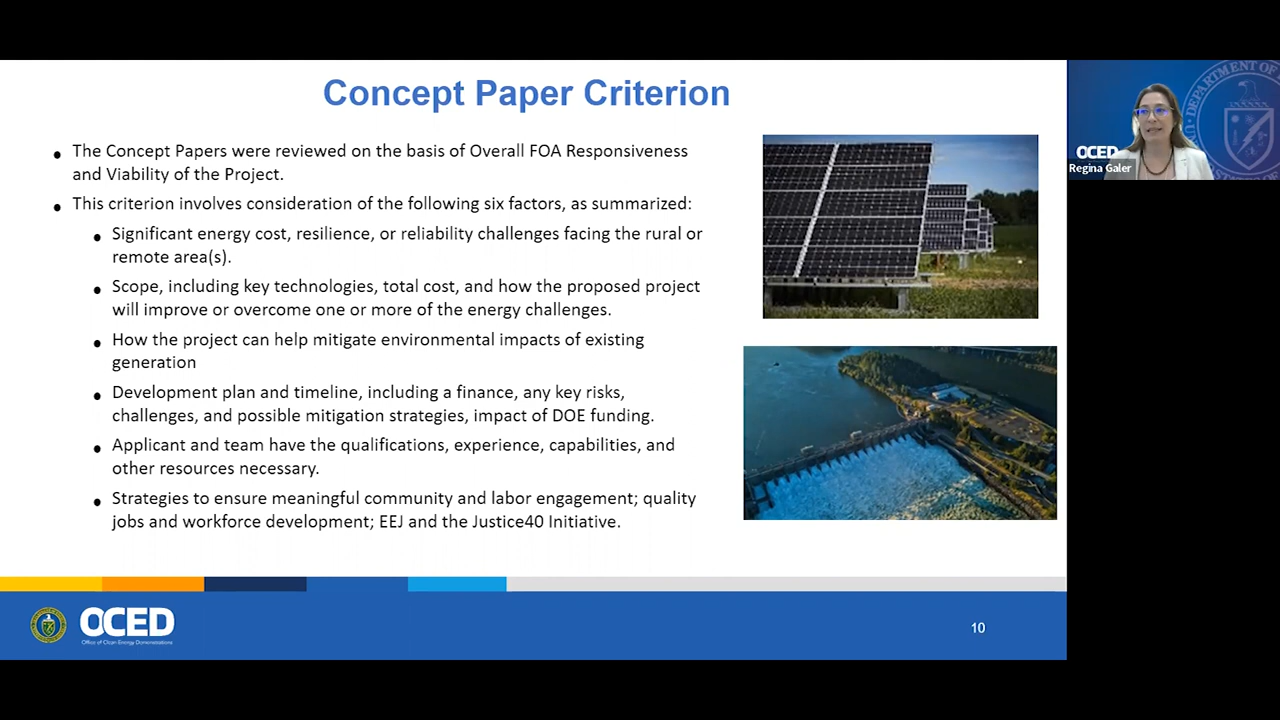 Concept Paper Criterion
• The Concept Papers were reviewed on the basis of Overall FOA Responsiveness
and Viability of the Project.
• This criterion involves consideration of the following six factors, as summarized:
• Significant energy cost, resilience, or reliability challenges facing the rural or
remote area(s).
• Scope, including key technologies, total cost, and how the proposed project
will improve or overcome one or more of the energy challenges.
• How the project can help mitigate environmental impacts of existing
generation
• Development plan and timeline, including a finance, any key risks,
challenges, and possible mitigation strategies, impact of DOE funding.
• Applicant and team have the qualifications, experience, capabilities, and
other resources necessary.
• Strategies to ensure meaningful community and labor engagement; quality
jobs and workforce development; EEJ and the Justice40 Initiative.
OCED
Office of Clean Energy Demonstrations
10
DEPARTMENT OF
OCED
Regina Galer